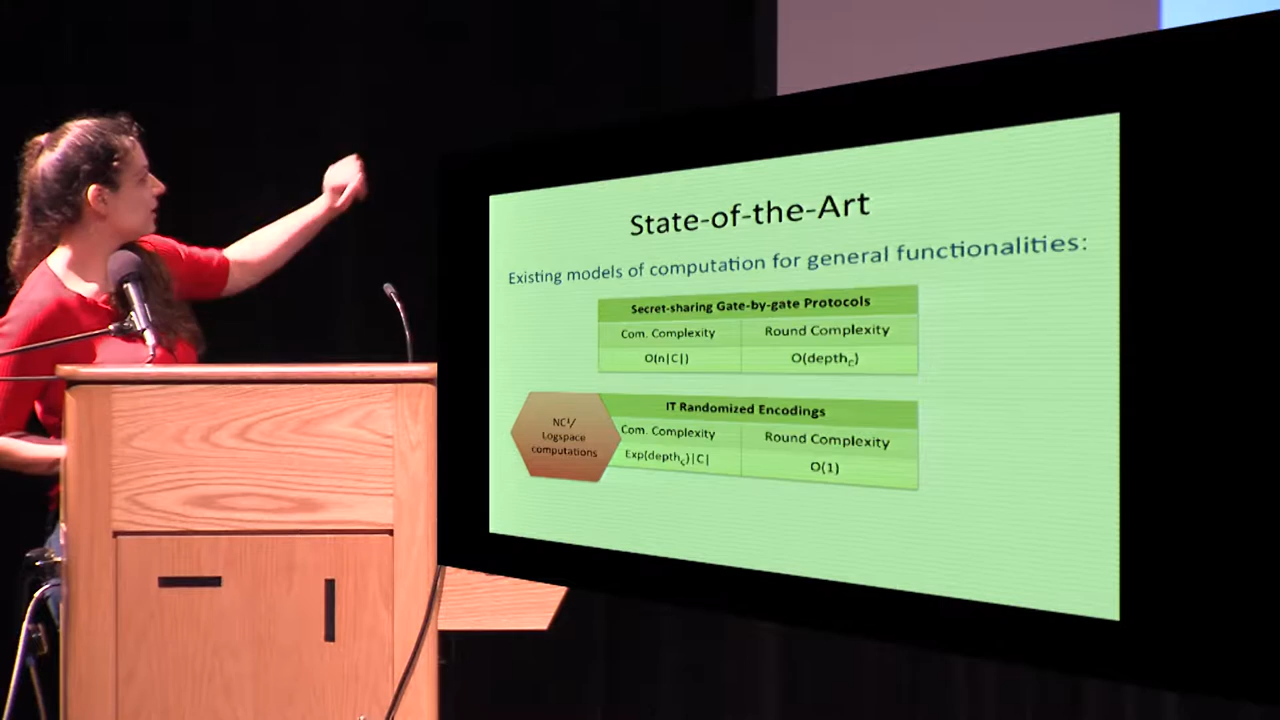 State-of-the-Art
Existing models of computation for general functionalities:
Secret-sharing Gate-by-gate Protocols
Com. Complexity Round Complexity
O(n|C|) O(depth_C)
IT Randomized Encodings
Com. Complexity Round Complexity
Exp(depth_C)|C| O(1)
NC¹/
Logspace
computations